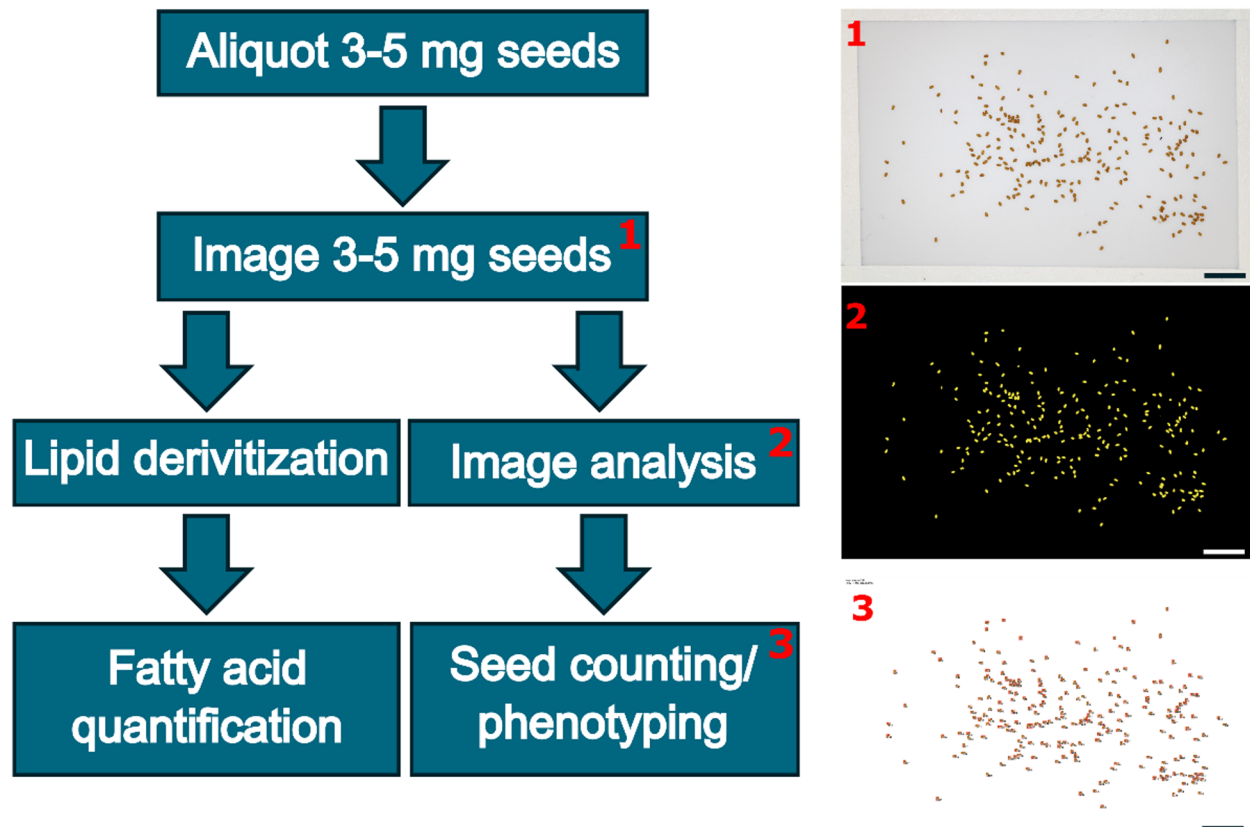 Aliquot 3-5 mg seeds
Image 3-5 mg seeds 1
Lipid derivitization
Image analysis 2
Fatty acid
quantification
Seed counting/ 3
phenotyping
1
2
3